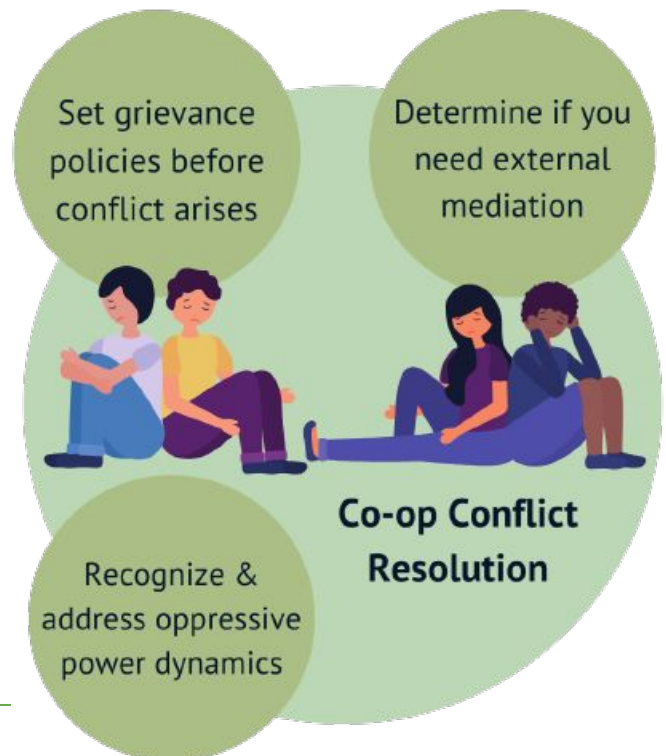 Set grievance
policies before
conflict arises
Determine if you
need external
mediation
Co-op Conflict
Resolution
Recognize &
address oppressive
power dynamics